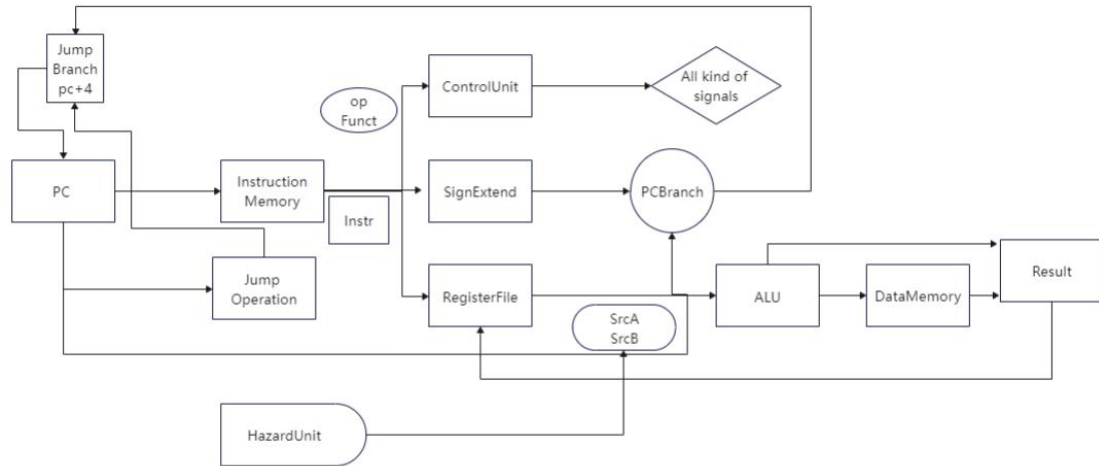 Jump
Branch
pc+4
ControlUnit
All kind of
signals
op
Funct
PC
Instruction
Memory
SignExtend
PCBranch
Instr
Jump
Operation
RegisterFile
ALU
DataMemory
Result
SrcA
SrcB
HazardUnit